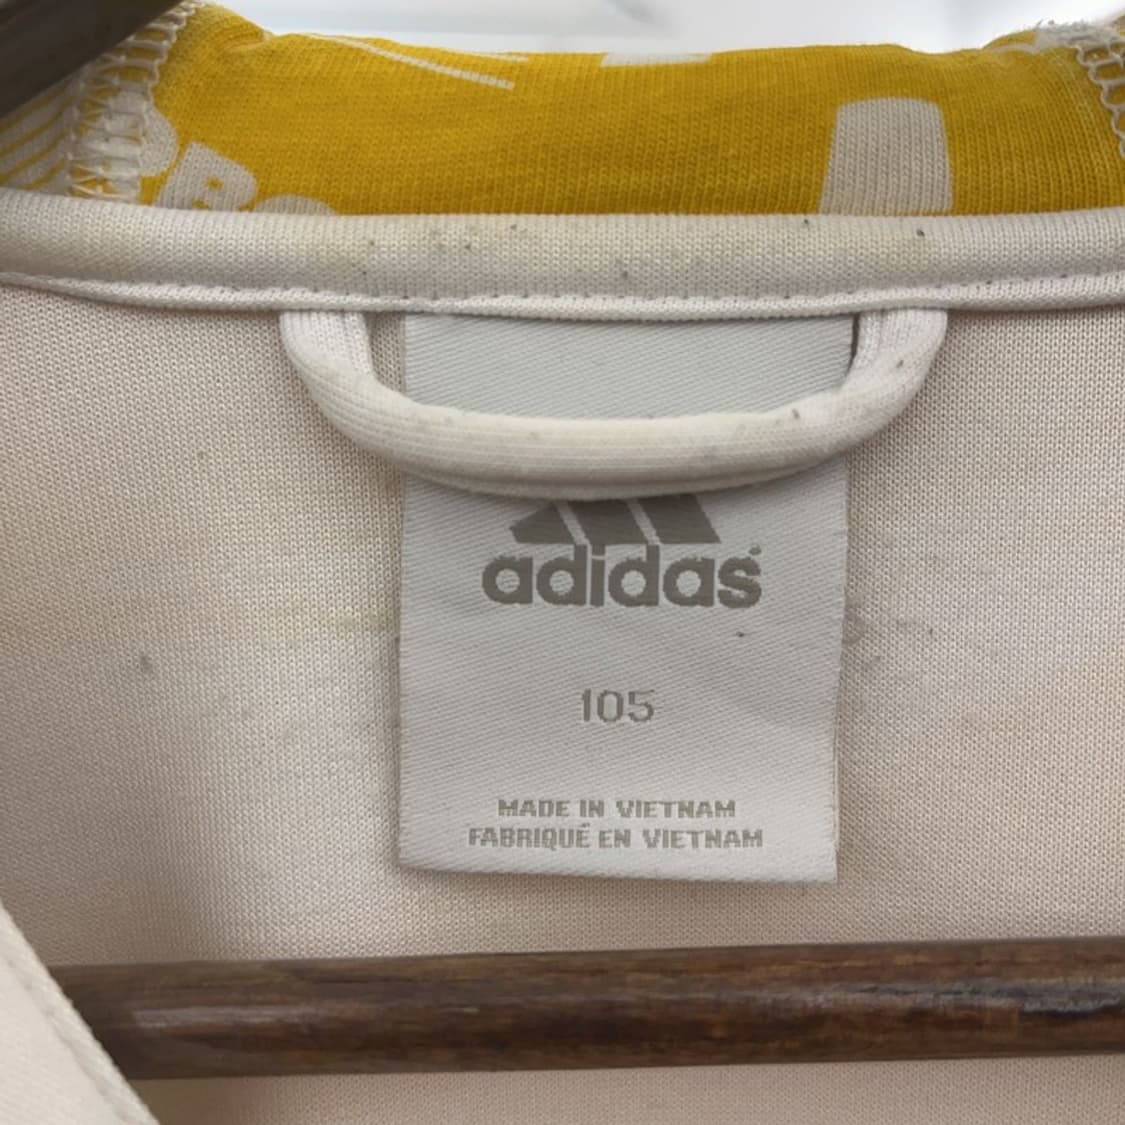 adidas
105
MADE IN VIETNAM
FABRIQUÉ EN VIETNAM